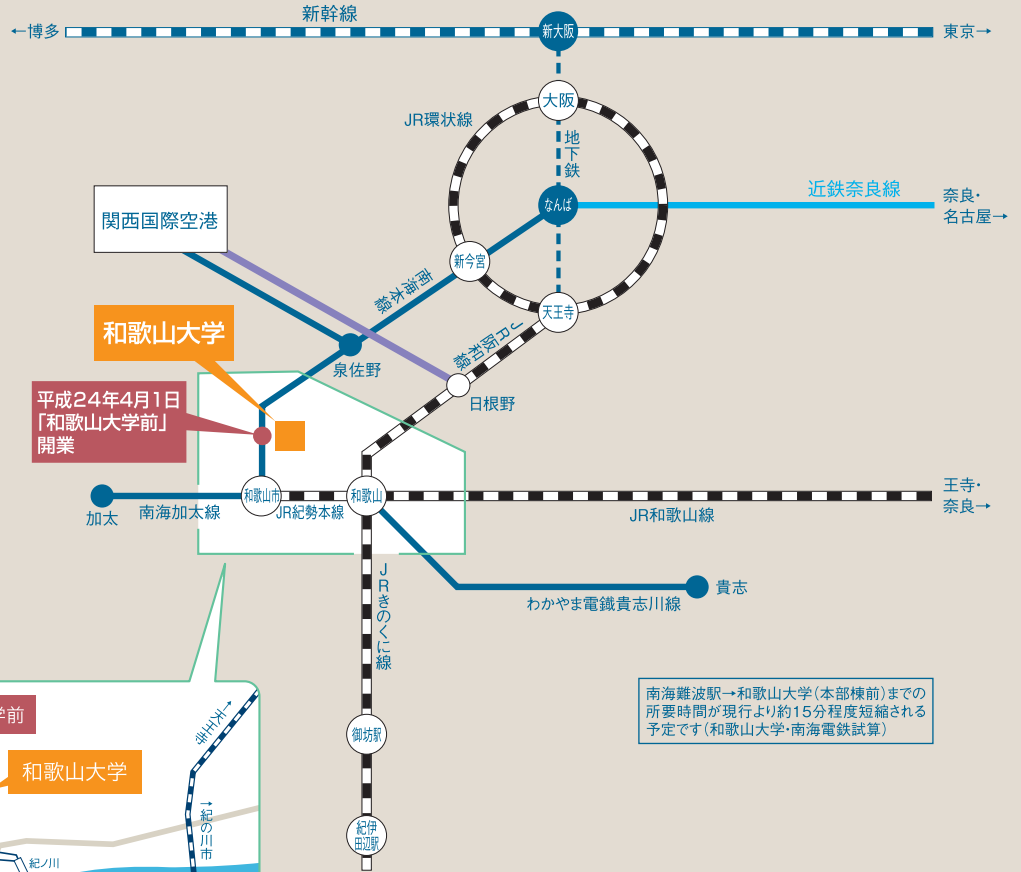 新幹線
←博多
新大阪
東京→
大阪
JR環状線
地下鉄
近鉄奈良線
奈良・
名古屋→
なんば
関西国際空港
新今宮
南海本線
天王寺
JR阪和線
和歌山大学
泉佐野
日根野
平成24年4月1日
「和歌山大学前」
開業
和歌山市
和歌山
王寺・
奈良→
加太
南海加太線
JR紀勢本線
JR和歌山線
JRきのくに線
貴志
わかやま電鐵貴志川線
南海難波駅→和歌山大学(本部棟前)までの
所要時間が現行より約15分程度短縮される
予定です(和歌山大学・南海電鉄試算)
学前
→天王寺
御坊駅
和歌山大学
→紀の川市
紀伊
田辺駅
紀ノ川